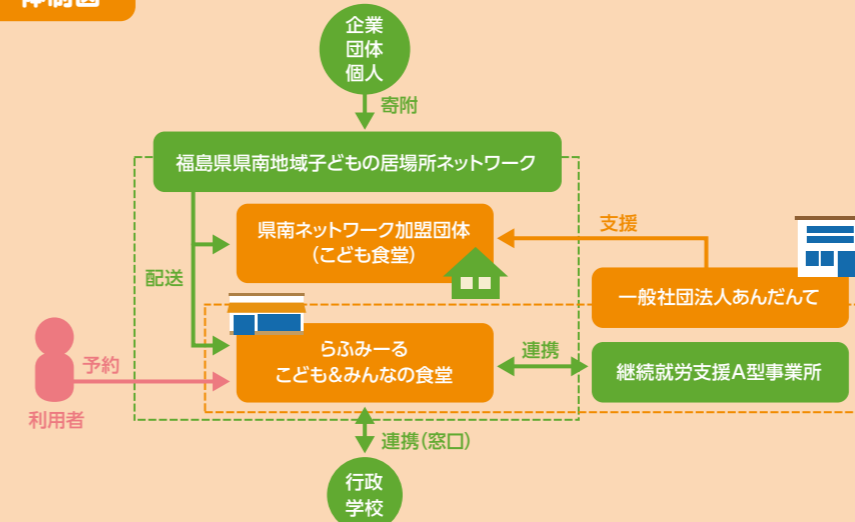 体制図
企業
団体
個人
寄附
福島県県南地域子どもの居場所ネットワーク
県南ネットワーク加盟団体
(こども食堂)
支援
配送
一般社団法人あんだんて
らふみーる
こども&みんなの食堂
連携
継続就労支援A型事業所
予約
利用者
連携(窓口)
行政
学校